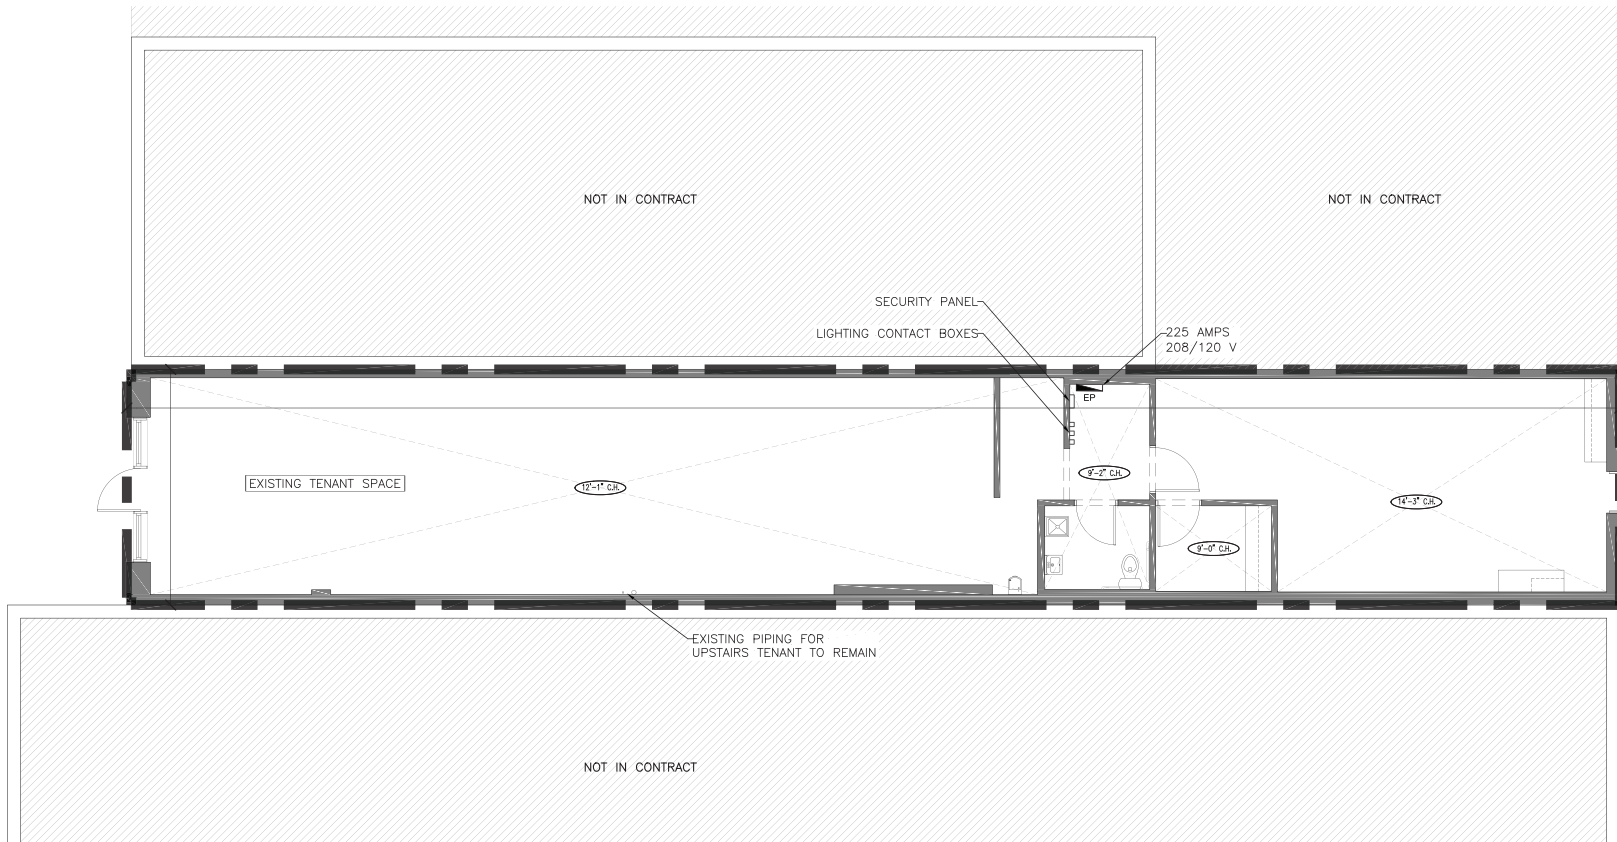 NOT IN CONTRACT
NOT IN CONTRACT
SECURITY PANEL
LIGHTING CONTACT BOXES
225 AMPS
208/120 V
EP
9'-2" C.H.
EXISTING TENANT SPACE
12'-1" C.H.
14'-3" C.H.
9'-0" C.H.
EXISTING PIPING FOR
UPSTAIRS TENANT TO REMAIN
NOT IN CONTRACT